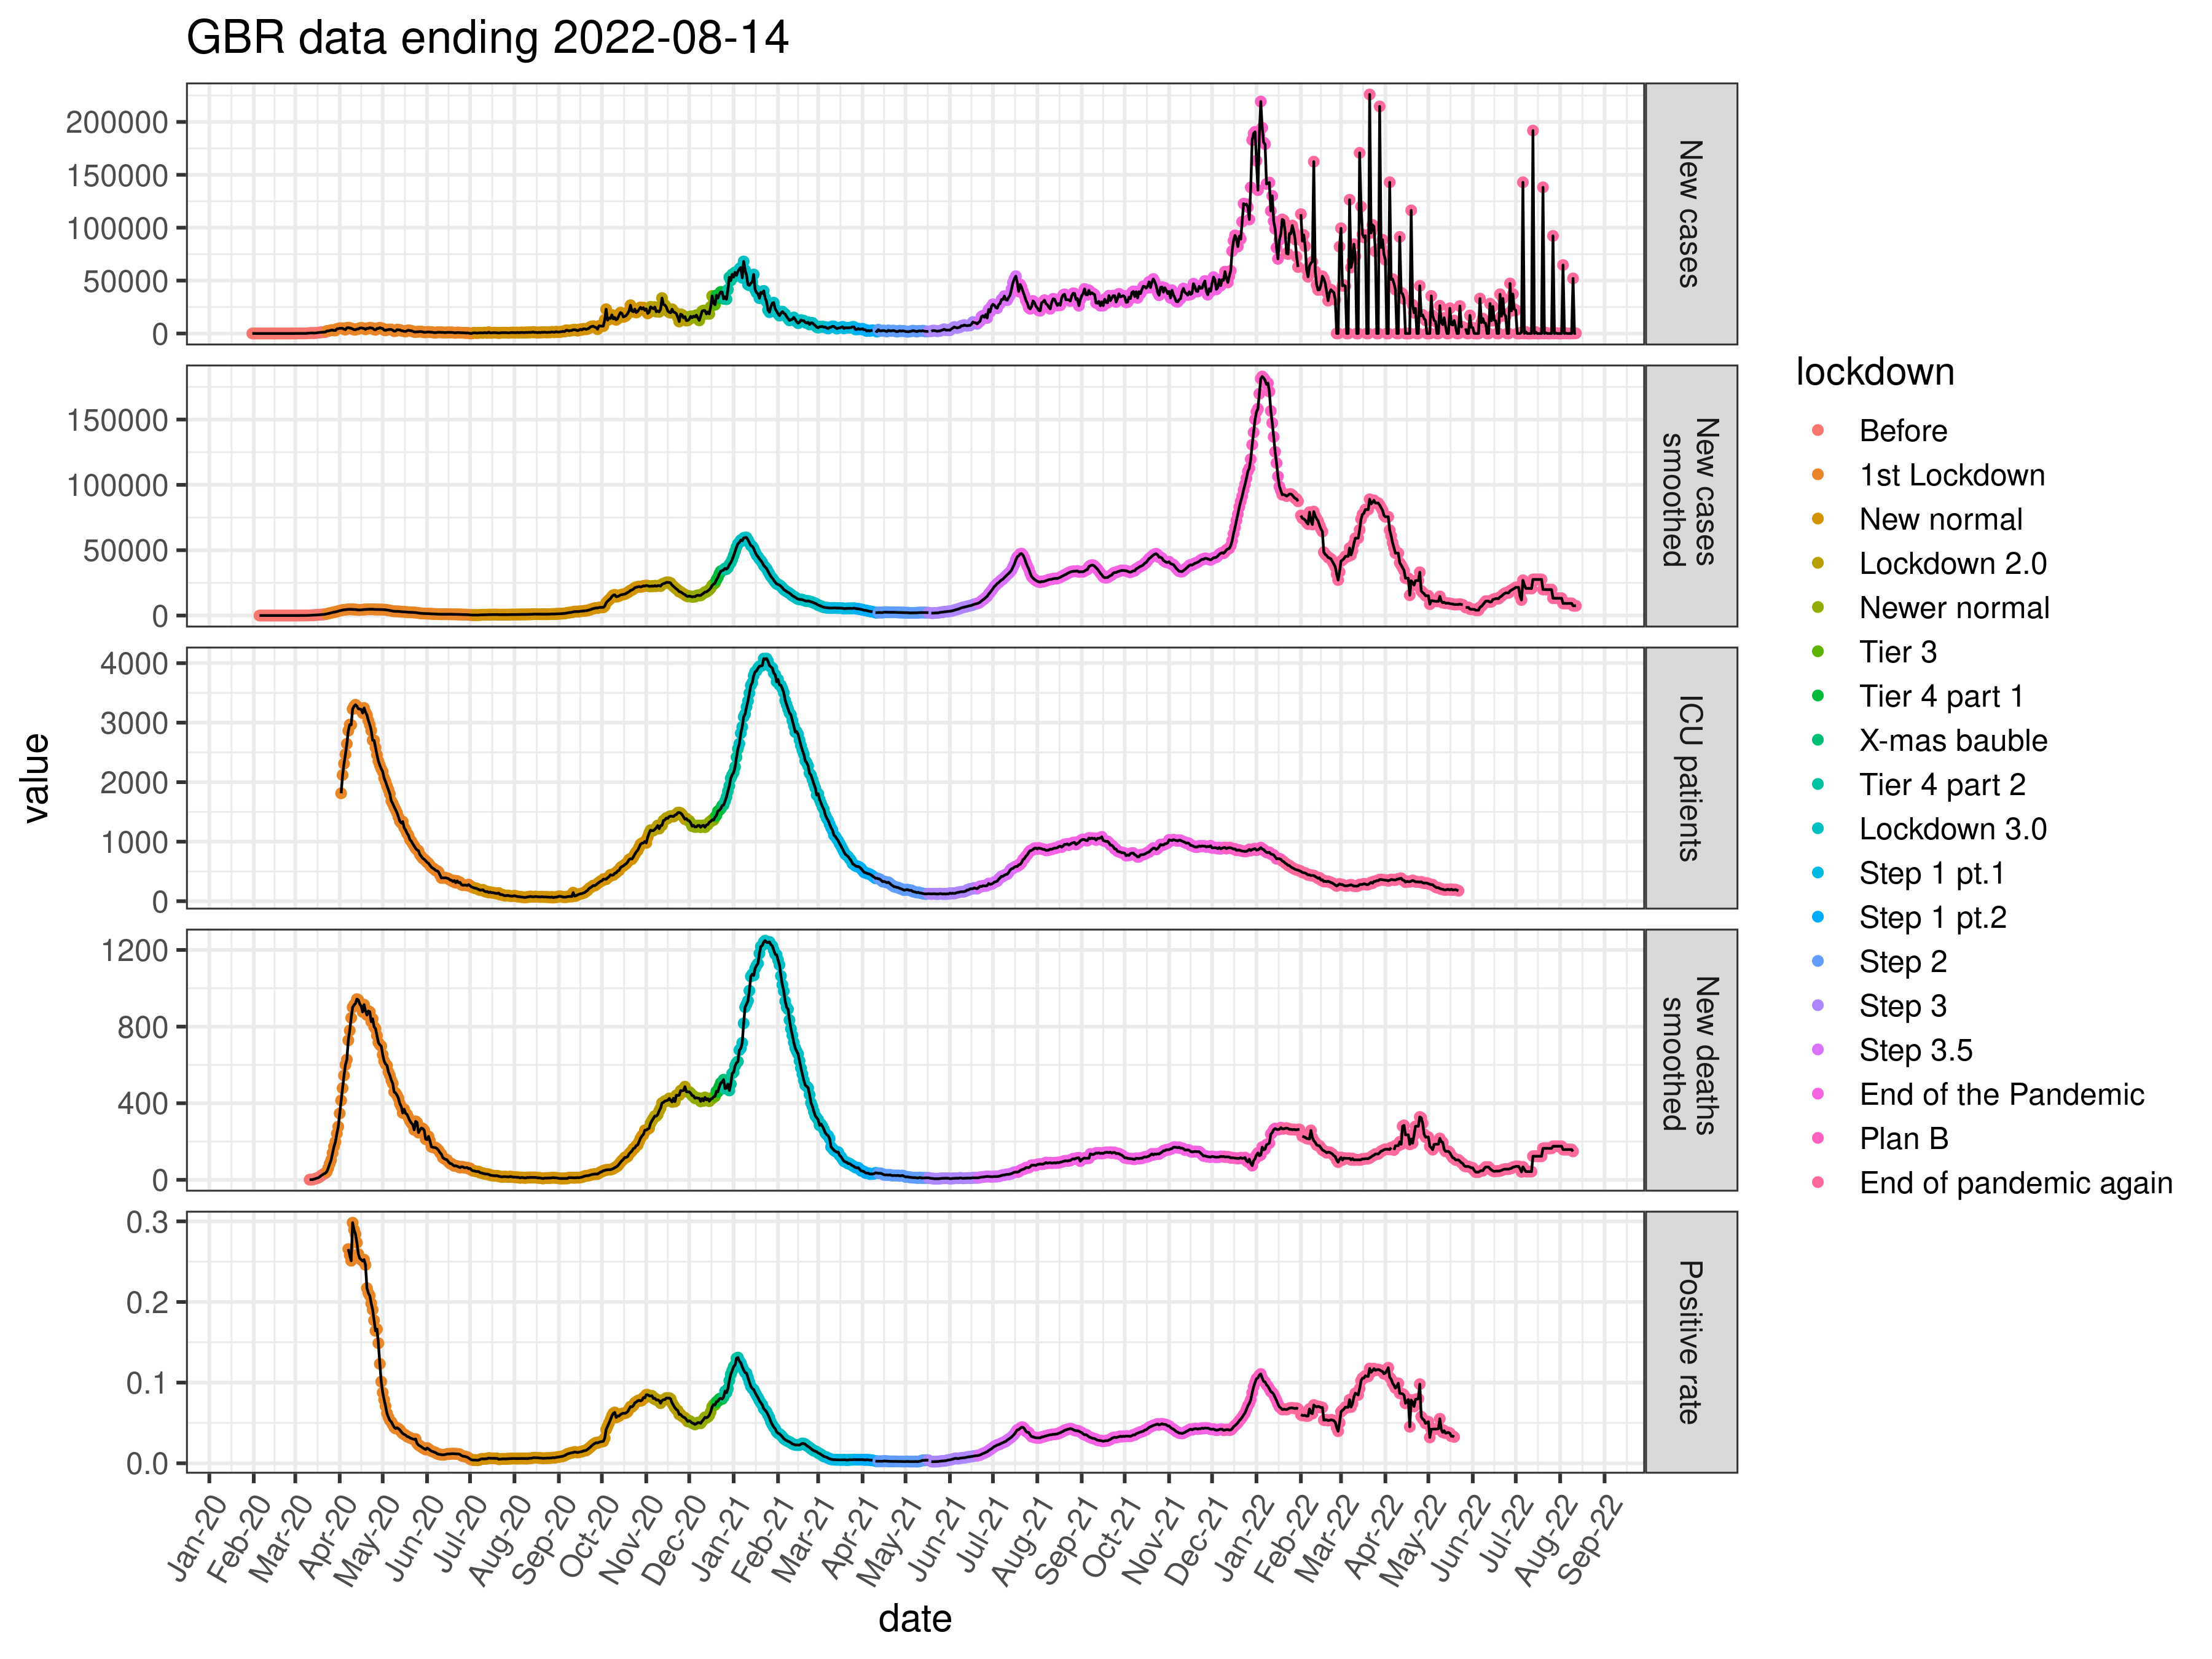 GBR data ending 2022-08-14
200000
150000
100000
50000
0
New cases
150000
100000
50000
0
New cases
smoothed
4000
3000
2000
1000
0
ICU patients
1200
800
400
0
New deaths
smoothed
0.3
0.2
0.1
0.0
Positive rate
value
Jan-20
Feb-20
Mar-20
Apr-20
May-20
Jun-20
Jul-20
Aug-20
Sep-20
Oct-20
Nov-20
Dec-20
Jan-21
Feb-21
Mar-21
Apr-21
May-21
Jun-21
Jul-21
Aug-21
Sep-21
Oct-21
Nov-21
Dec-21
Jan-22
Feb-22
Mar-22
Apr-22
May-22
Jun-22
Jul-22
Aug-22
Sep-22
date
lockdown
Before
1st Lockdown
New normal
Lockdown 2.0
Newer normal
Tier 3
Tier 4 part 1
X-mas bauble
Tier 4 part 2
Lockdown 3.0
Step 1 pt.1
Step 1 pt.2
Step 2
Step 3
Step 3.5
End of the Pandemic
Plan B
End of pandemic again